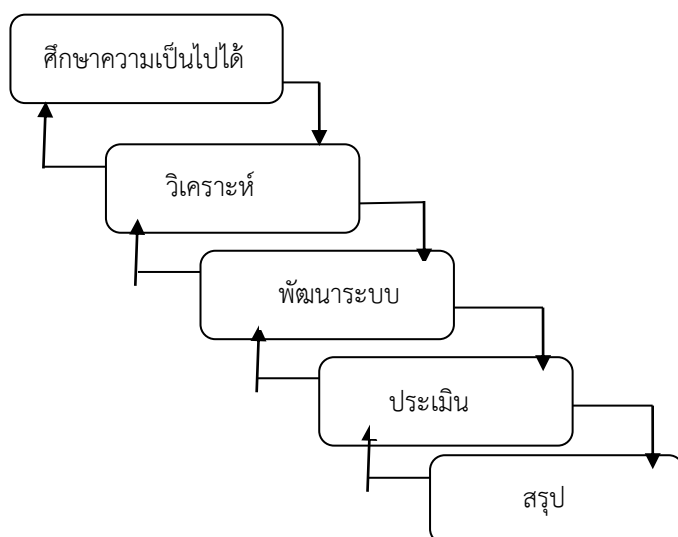 ศึกษาความเป็นไปได้
วิเคราะห์
พัฒนาระบบ
ประเมิน
สรุป